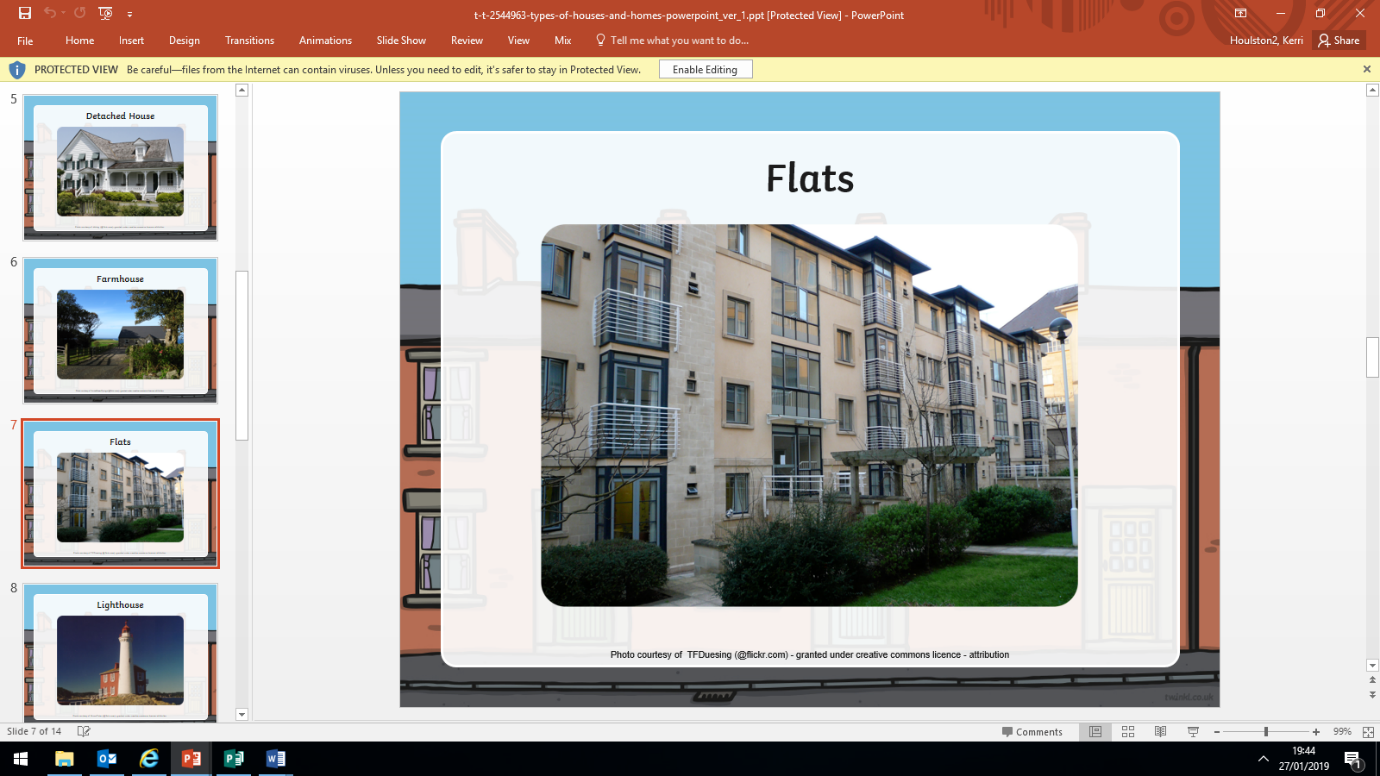 t-t-2544963-types-of-houses-and-homes-powerpoint_ver_1.ppt [Protected View] - PowerPoint
File Home Insert Design Transitions Animations Slide Show Review View Mix Tell me what you want to do... Houlston2, Kerri Share
PROTECTED VIEW Be careful—files from the Internet can contain viruses. Unless you need to edit, it's safer to stay in Protected View. Enable Editing
5
Detached House
6
Farmhouse
7
Flats
8
Lighthouse
Flats
Photo courtesy of TFDuesing (@flickr.com) - granted under creative commons licence - attribution
twinkl.co.uk
Slide 7 of 14 Comments 99%
19:44
27/01/2019
1